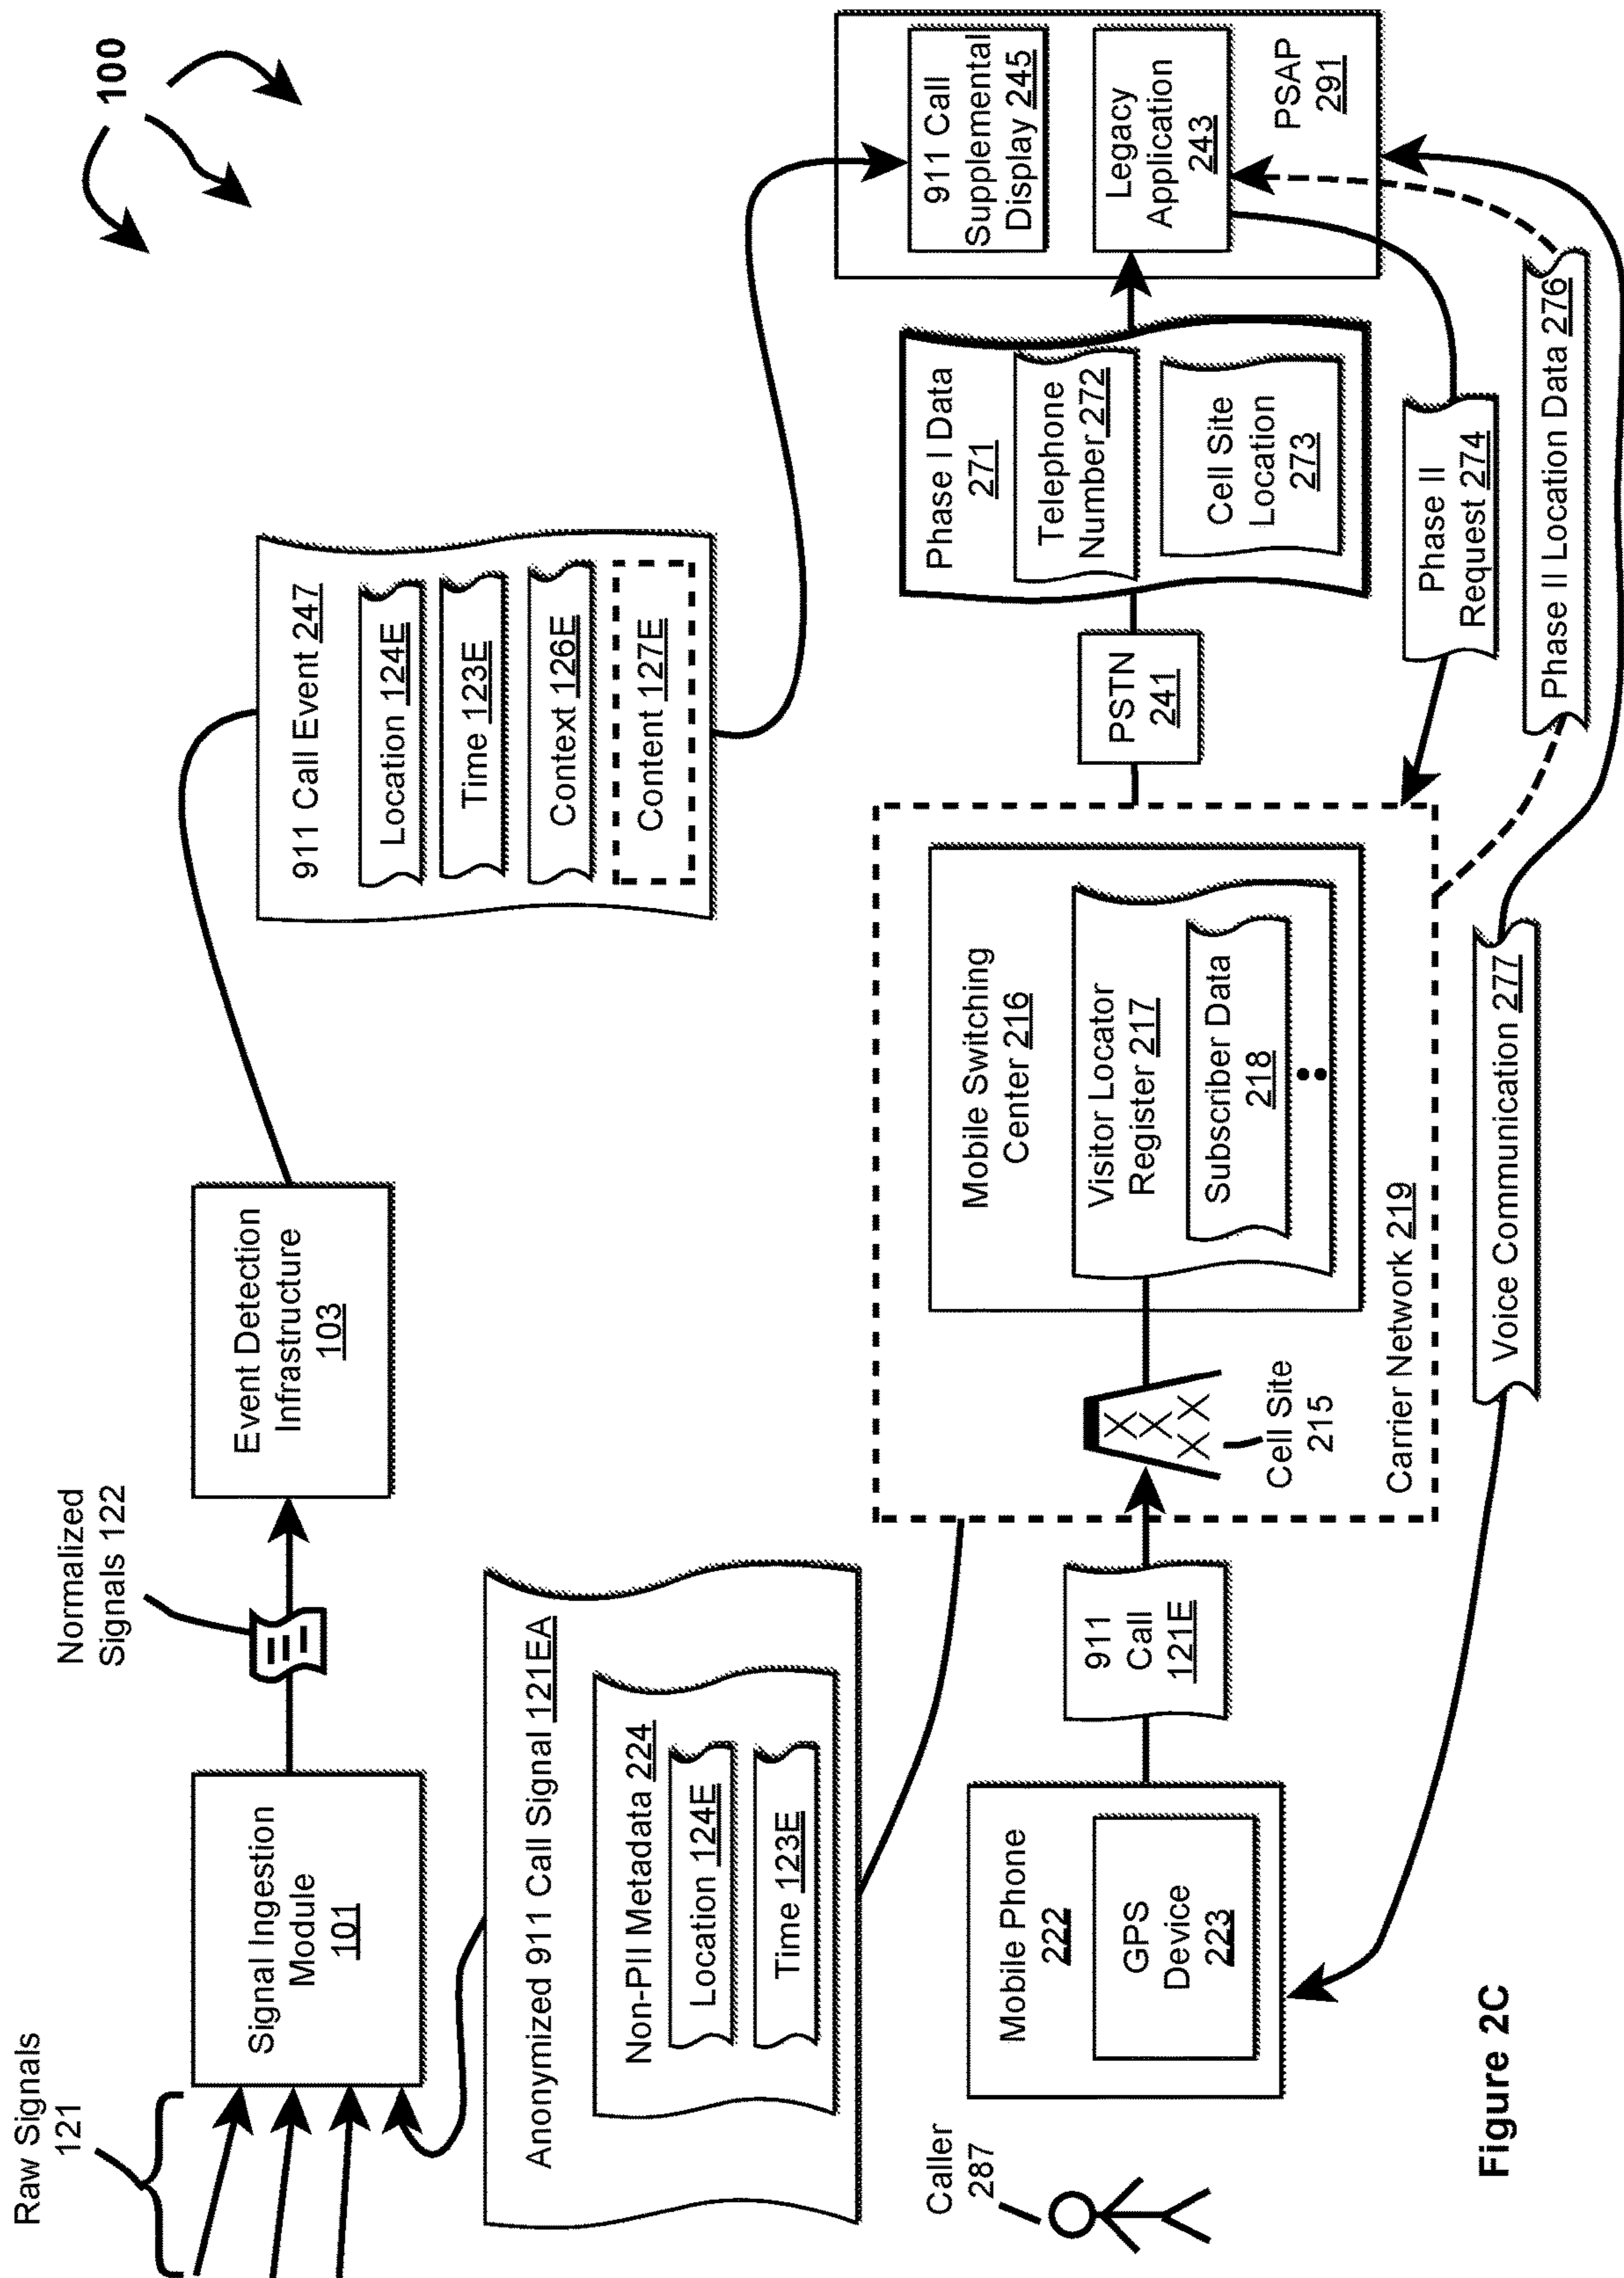 100
Raw Signals
121
Signal Ingestion
Module
101
Normalized
Signals 122
Event Detection
Infrastructure
103
911 Call Event 247
Location 124E
Time 123E
Context 126E
Content 127E
Anonymized 911 Call Signal 121EA
Non-PII Metadata 224
Location 124E
Time 123E
911 Call
Supplemental
Display 245
Legacy
Application
243
PSAP
291
Caller
287
Mobile Phone
222
GPS
Device
223
911
Call
121E
Cell Site
215
Mobile Switching
Center 216
Visitor Locator
Register 217
Subscriber Data
218
Carrier Network 219
PSTN
241
Phase I Data
271
Telephone
Number 272
Cell Site
Location
273
Phase II
Request 274
Phase II Location Data 276
Voice Communication 277
Figure 2C